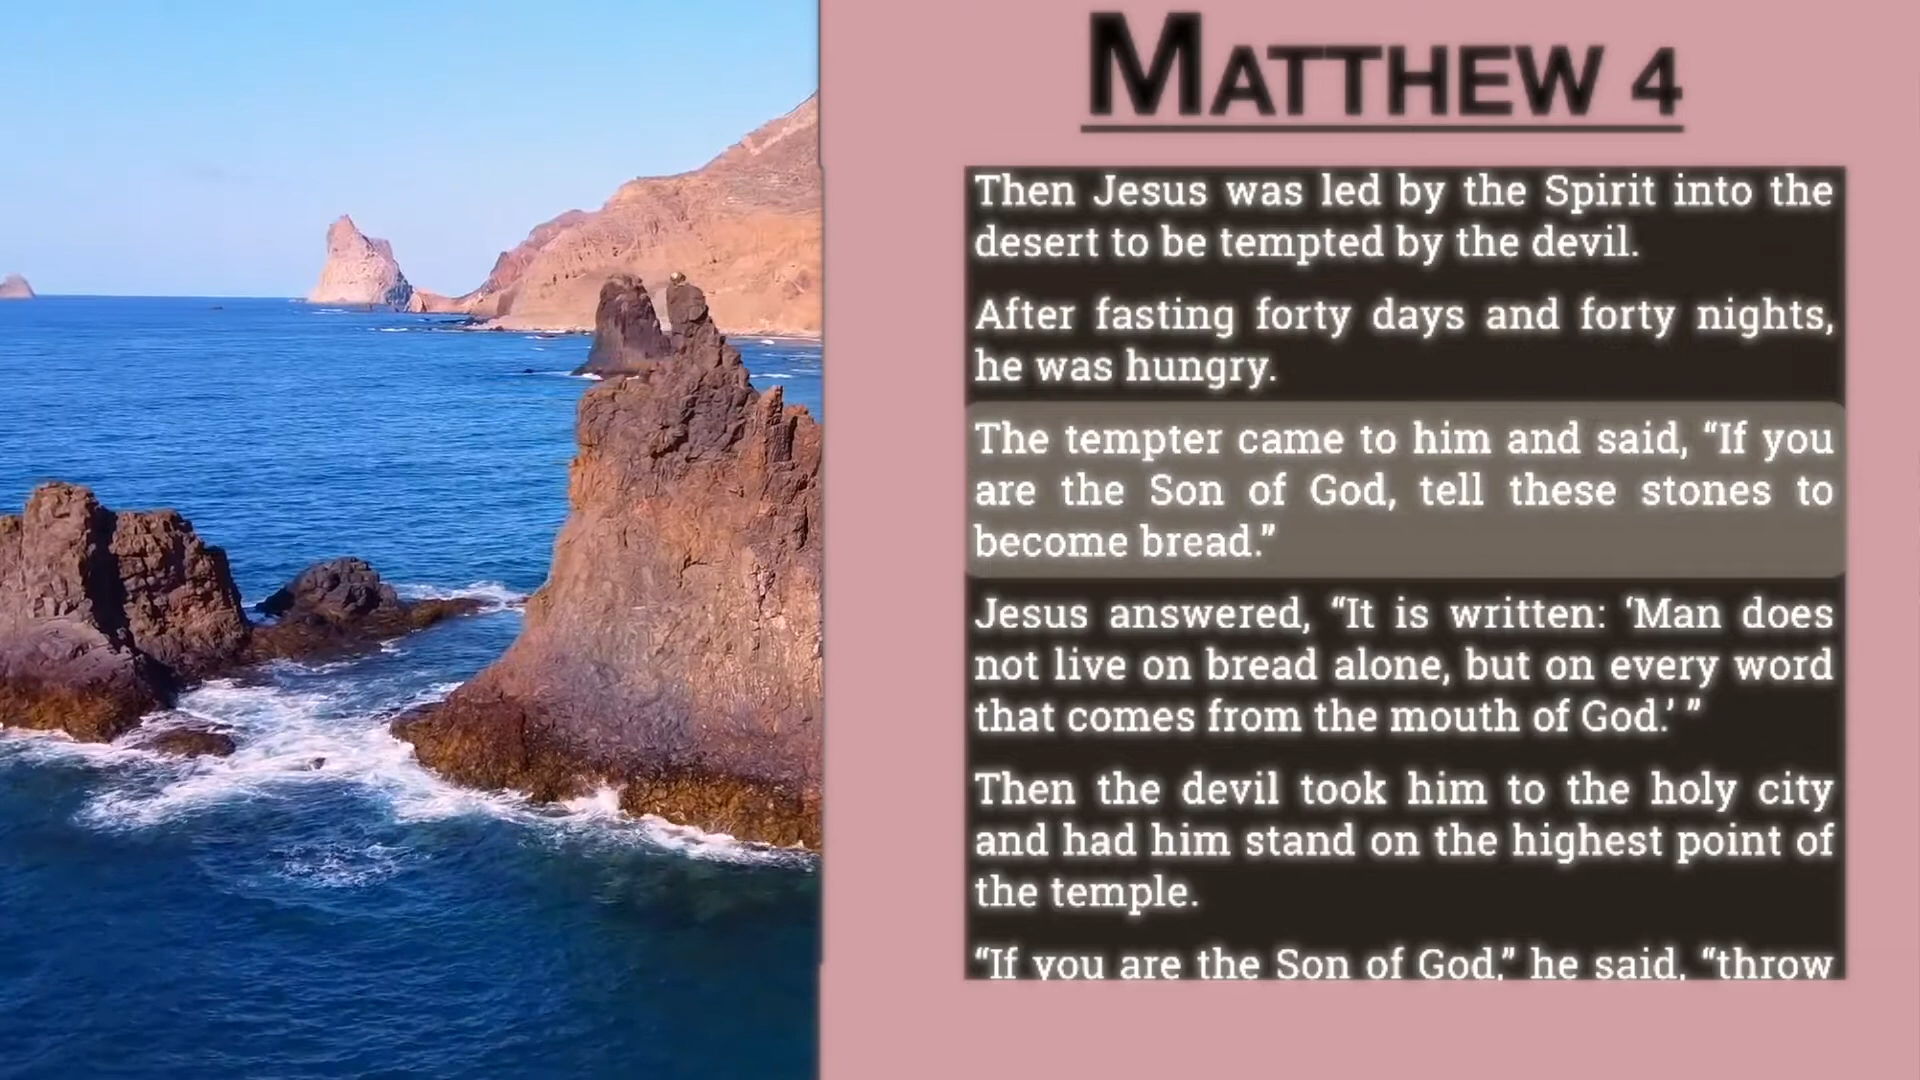 MATTHEW 4
Then Jesus was led by the Spirit into the
desert to be tempted by the devil.
After fasting forty days and forty nights,
he was hungry.
The tempter came to him and said, “If you
are the Son of God, tell these stones to
become bread.”
Jesus answered, “It is written: ‘Man does
not live on bread alone, but on every word
that comes from the mouth of God.’ ”
Then the devil took him to the holy city
and had him stand on the highest point of
the temple.
“If you are the Son of God,” he said, “throw